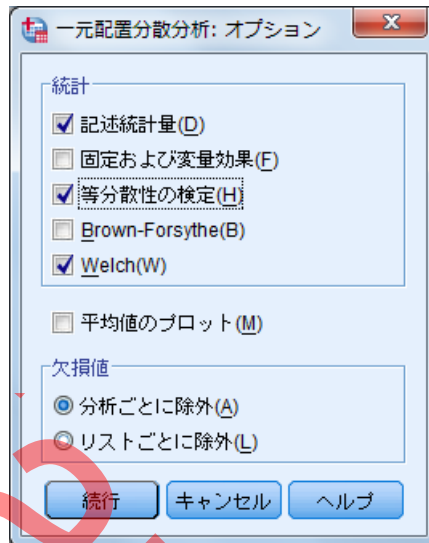 一元配置分散分析: オプション
統計
記述統計量(D)
固定および変量効果(F)
等分散性の検定(H)
Brown-Forsythe(B)
Welch(W)
平均値のプロット(M)
欠損値
分析ごとに除外(A)
リストごとに除外(L)
続行 キャンセル ヘルプ